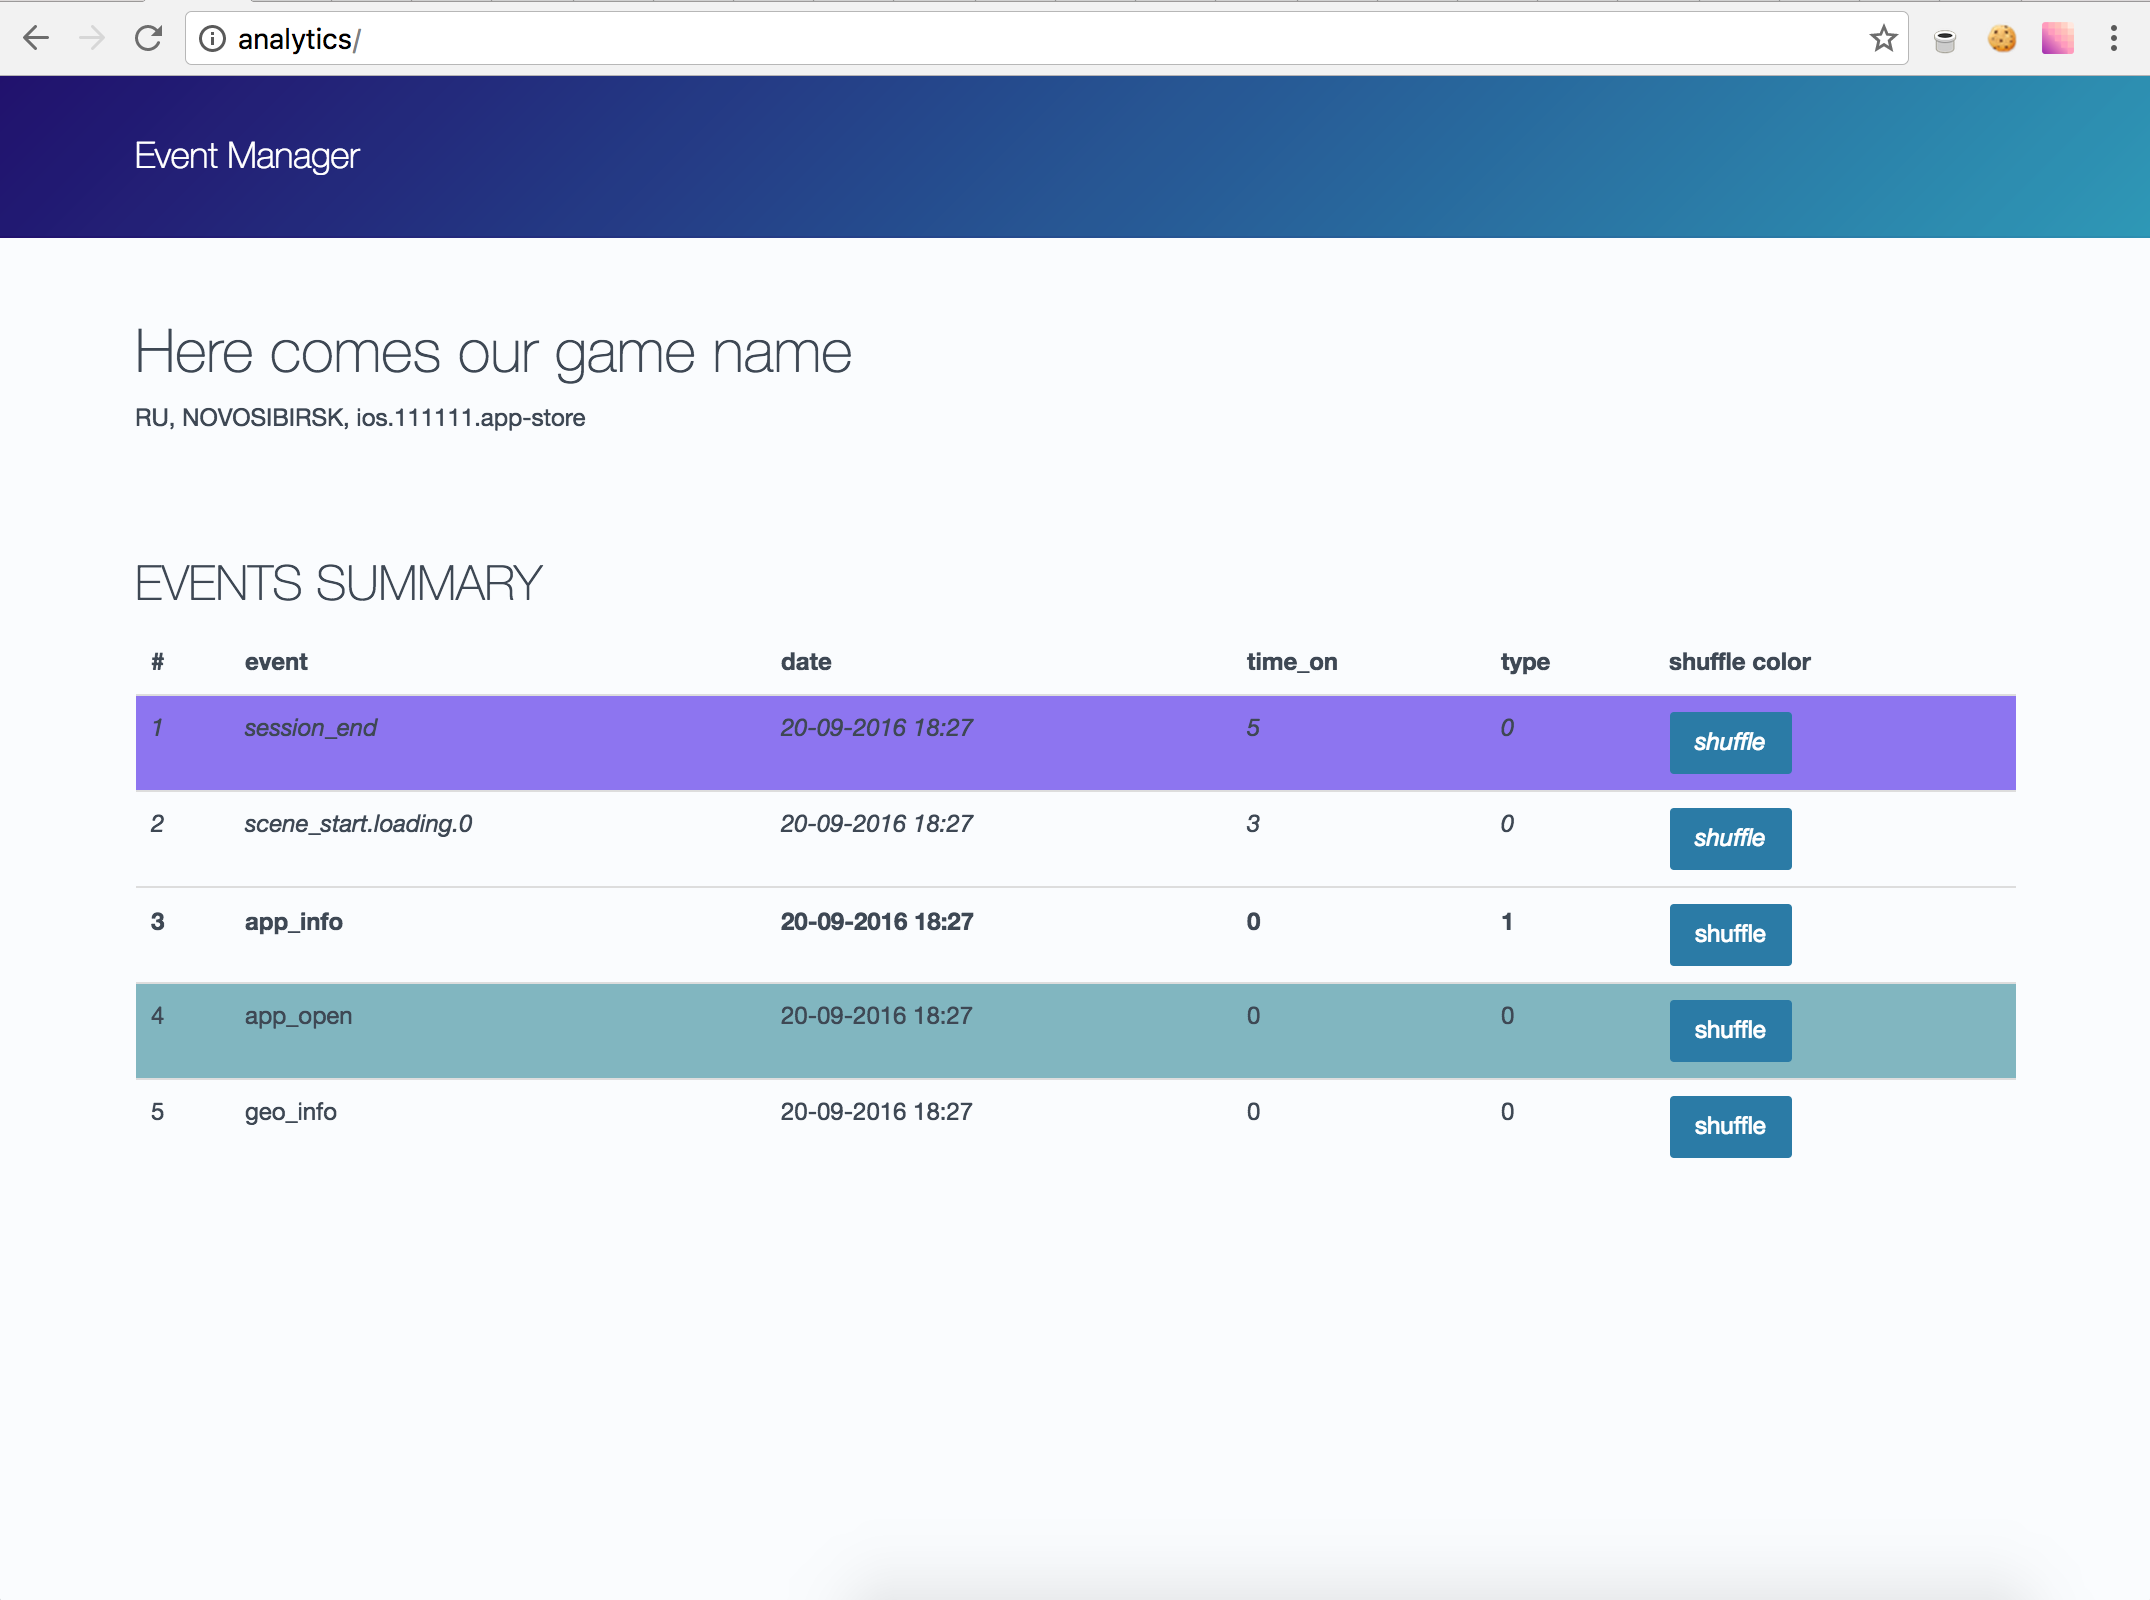 analytics/
Event Manager
Here comes our game name
RU, NOVOSIBIRSK, ios.111111.app-store
EVENTS SUMMARY
# event date time_on type shuffle color
1 session_end 20-09-2016 18:27 5 0 shuffle
2 scene_start.loading.0 20-09-2016 18:27 3 0 shuffle
3 app_info 20-09-2016 18:27 0 1 shuffle
4 app_open 20-09-2016 18:27 0 0 shuffle
5 geo_info 20-09-2016 18:27 0 0 shuffle